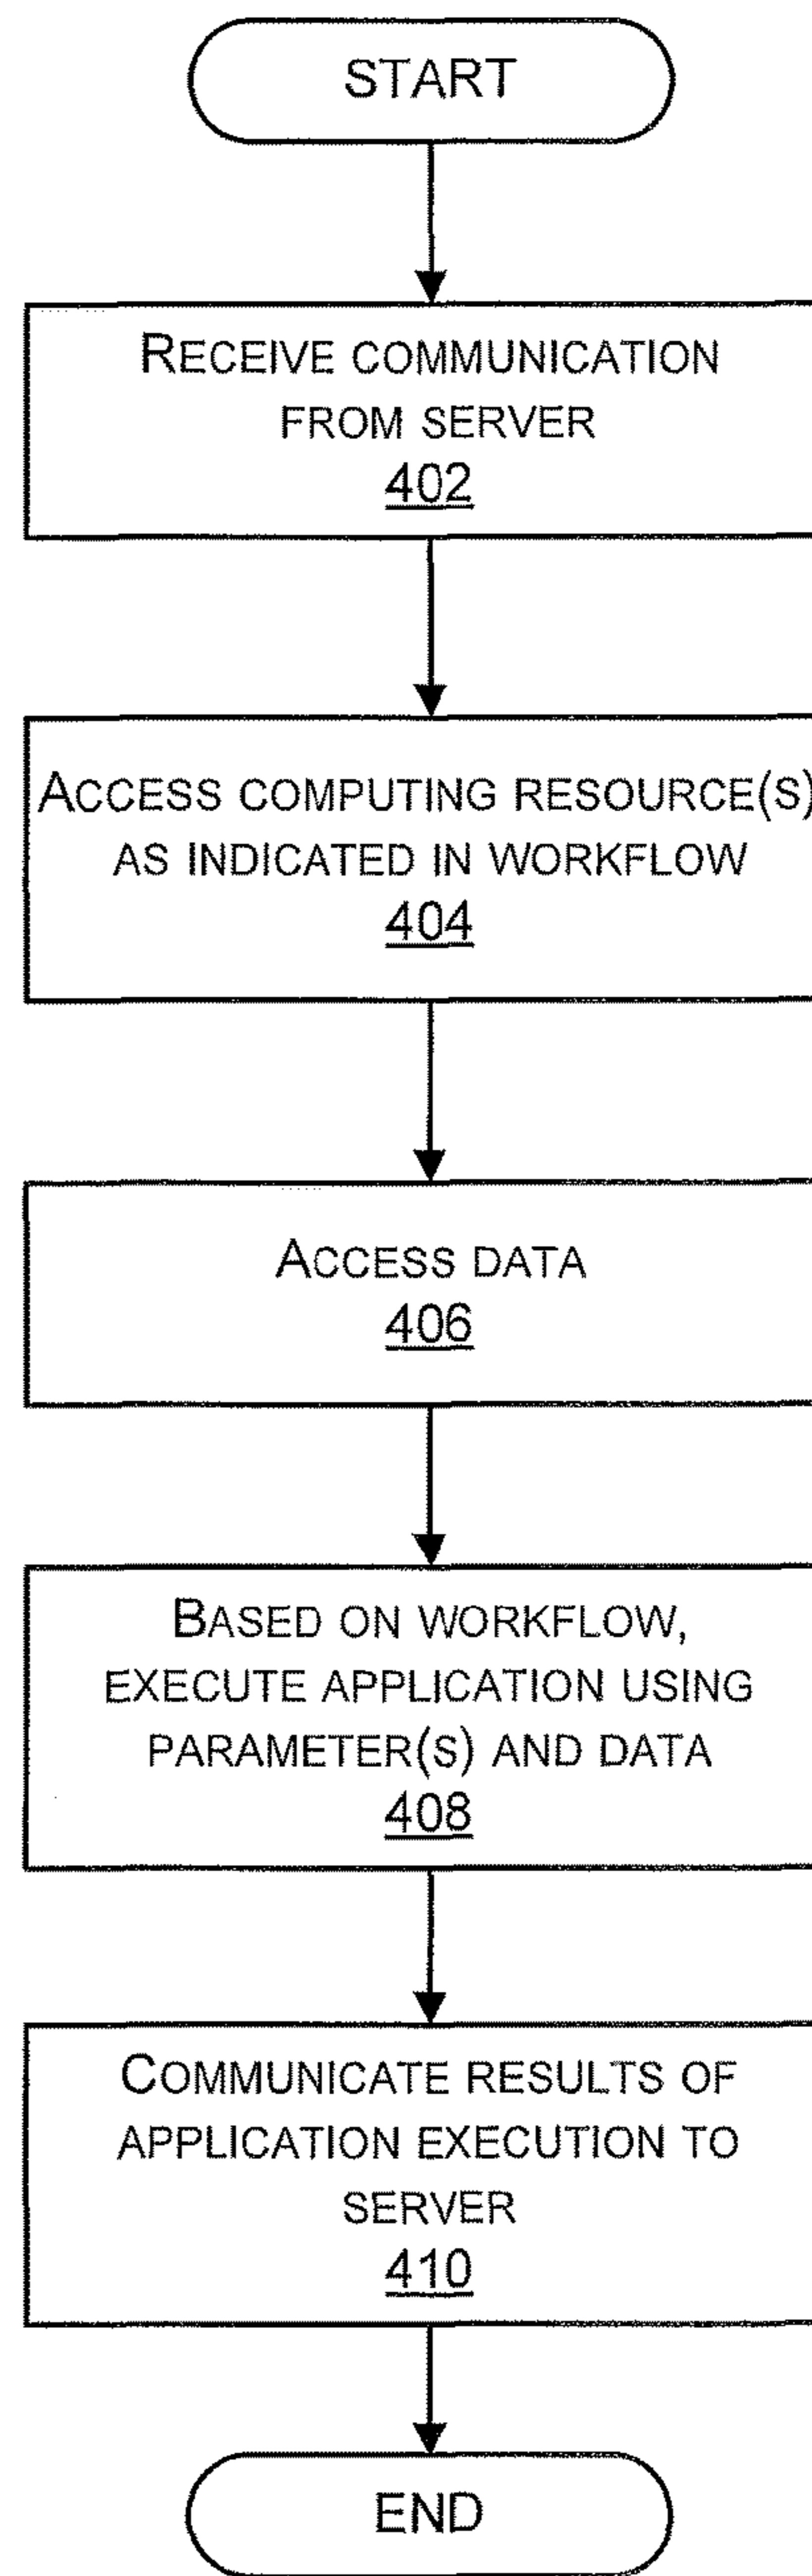 START
RECEIVE COMMUNICATION
FROM SERVER
402
ACCESS COMPUTING RESOURCE(S)
AS INDICATED IN WORKFLOW
404
ACCESS DATA
406
BASED ON WORKFLOW,
EXECUTE APPLICATION USING
PARAMETER(S) AND DATA
408
COMMUNICATE RESULTS OF
APPLICATION EXECUTION TO
SERVER
410
END